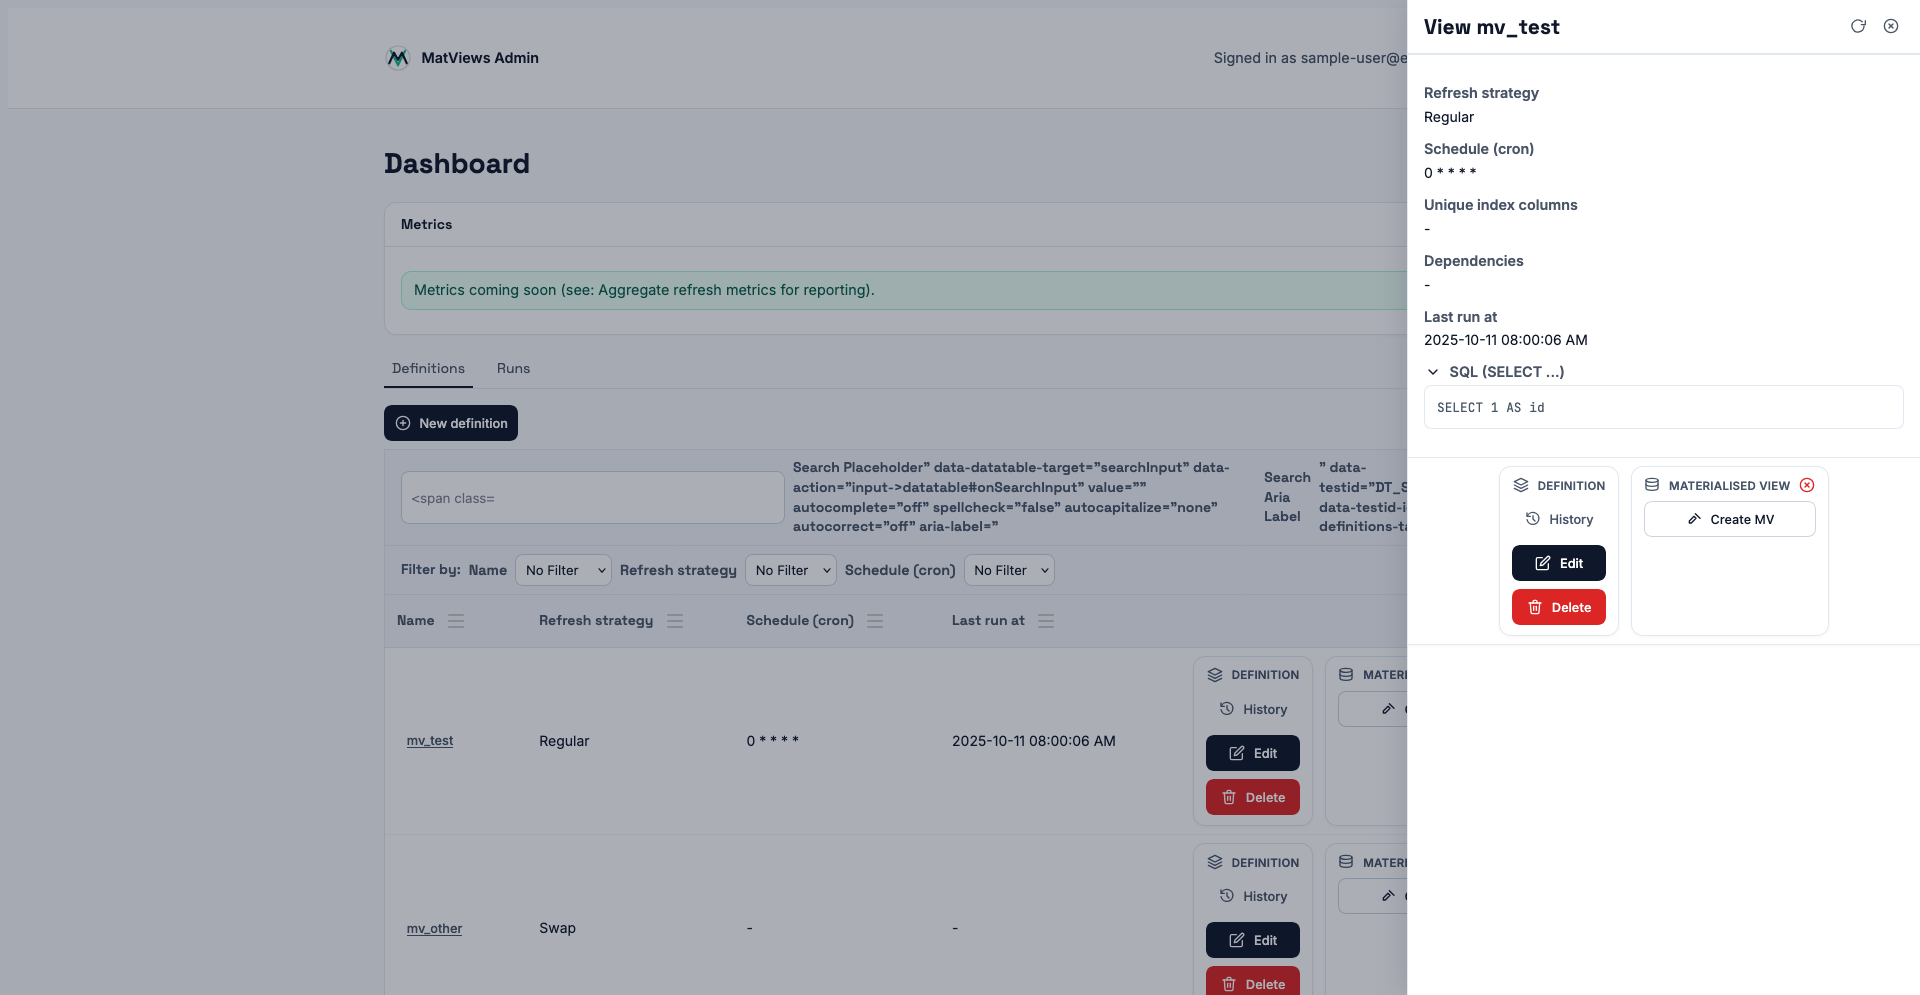 MatViews Admin
Signed in as sample-user@e
Dashboard
Metrics
Metrics coming soon (see: Aggregate refresh metrics for reporting).
Definitions
Runs
New definition
<span class=
Search Placeholder" data-datatable-target="searchInput" data-
action="input->datatable#onSearchInput" value=""
autocomplete="off" spellcheck="false" autocapitalize="none"
autocorrect="off" aria-label="
Search
Aria
Label
" data-
testid="DT_S
data-testid-i
definitions-ta
Filter by: Name No Filter Refresh strategy No Filter Schedule (cron) No Filter
Name Refresh strategy Schedule (cron) Last run at
mv_test Regular 0 * * * * 2025-10-11 08:00:06 AM
DEFINITION
History
Edit
Delete
MATERI
mv_other Swap - -
DEFINITION
History
Edit
Delete
MATERI
View mv_test
Refresh strategy
Regular
Schedule (cron)
0 * * * *
Unique index columns
-
Dependencies
-
Last run at
2025-10-11 08:00:06 AM
SQL (SELECT ...)
SELECT 1 AS id
DEFINITION
History
Edit
Delete
MATERIALISED VIEW
Create MV